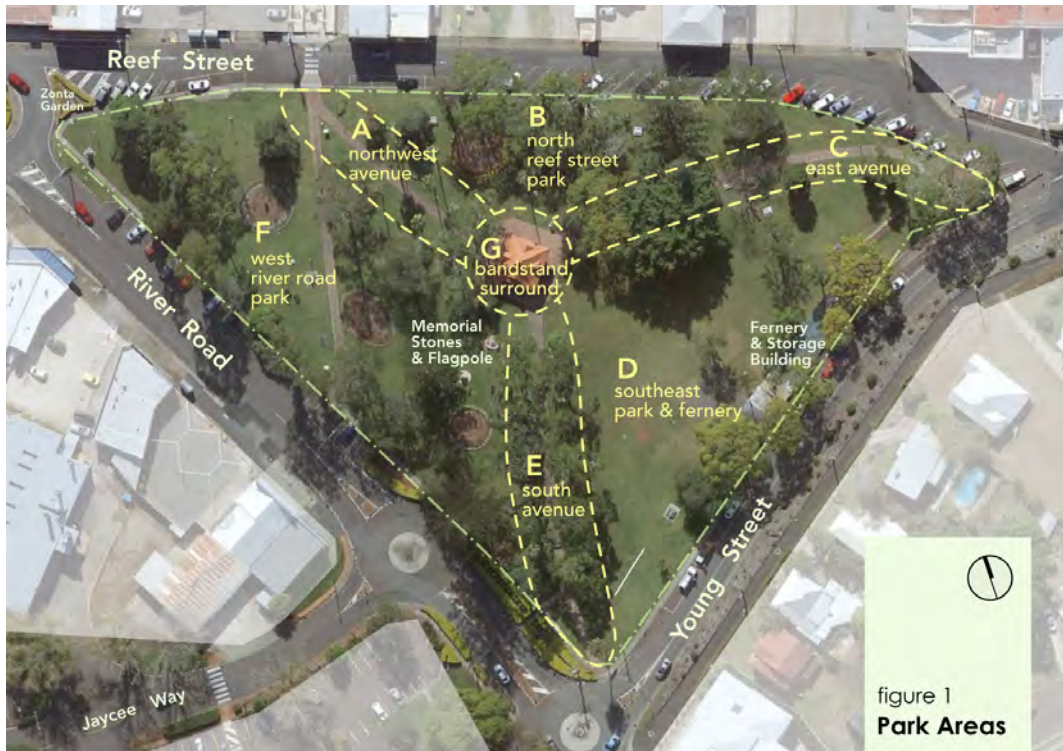 Reef Street
Zonta
Garden
A
northwest
avenue
B
north
reef street
park
C
east avenue
F
west
river road
park
G
bandstand
surround
River Road
Memorial
Stones
& Flagpole
Fernery
& Storage
Building
D
southeast
park & fernery
E
south
avenue
Young Street
Jaycee Way
figure 1
Park Areas